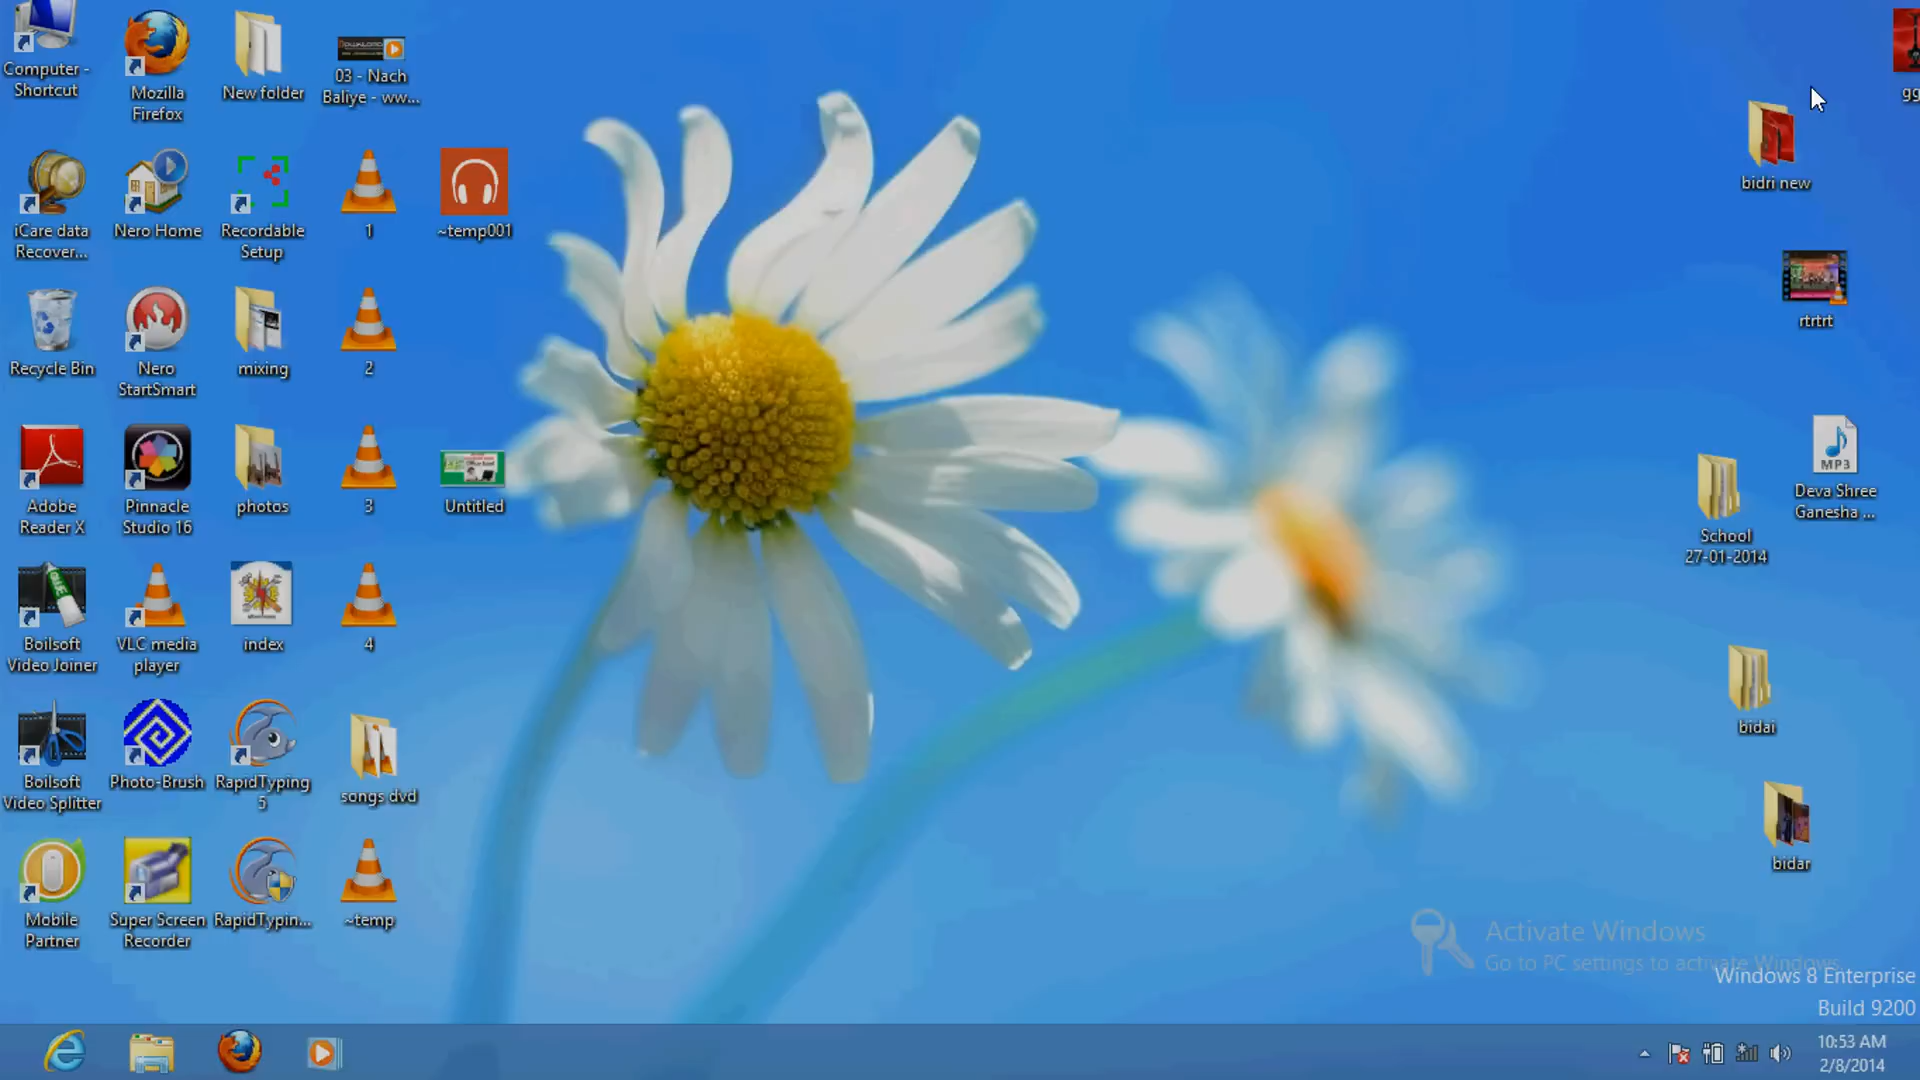 Computer -
Shortcut
Mozilla
Firefox
New folder
03 - Nach
Baliye - ww...
gg
bidri new
iCare data
Recover...
Nero Home
Recordable
Setup
1
~temp001
rtrtrt
Recycle Bin
Nero
StartSmart
mixing
2
MP3
Deva Shree
Ganesha ...
Adobe
Reader X
Pinnacle
Studio 16
photos
3
Untitled
School
27-01-2014
Boilsoft
Video Joiner
VLC media
player
index
4
bidai
Boilsoft
Video Splitter
Photo-Brush
RapidTyping
5
songs dvd
bidar
Mobile
Partner
Super Screen
Recorder
RapidTypin...
~temp
Activate Windows
Go to PC settings to activate Windows.
Windows 8 Enterprise
Build 9200
10:53 AM
2/8/2014